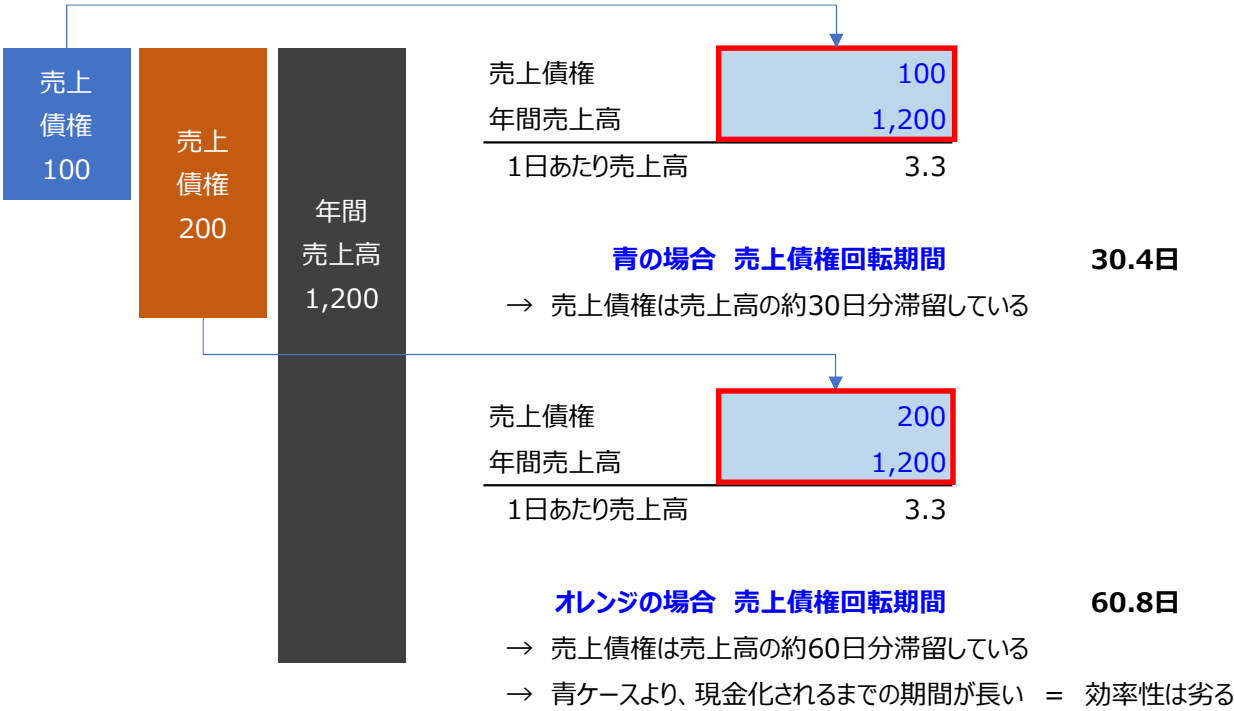 売上
債権
100
売上
債権
200
年間
売上高
1,200
売上債権 100
年間売上高 1,200
1日あたり売上高 3.3
青の場合 売上債権回転期間 30.4日
→ 売上債権は売上高の約30日分滞留している
売上債権 200
年間売上高 1,200
1日あたり売上高 3.3
オレンジの場合 売上債権回転期間 60.8日
→ 売上債権は売上高の約60日分滞留している
→ 青ケースより、現金化されるまでの期間が長い = 効率性は劣る